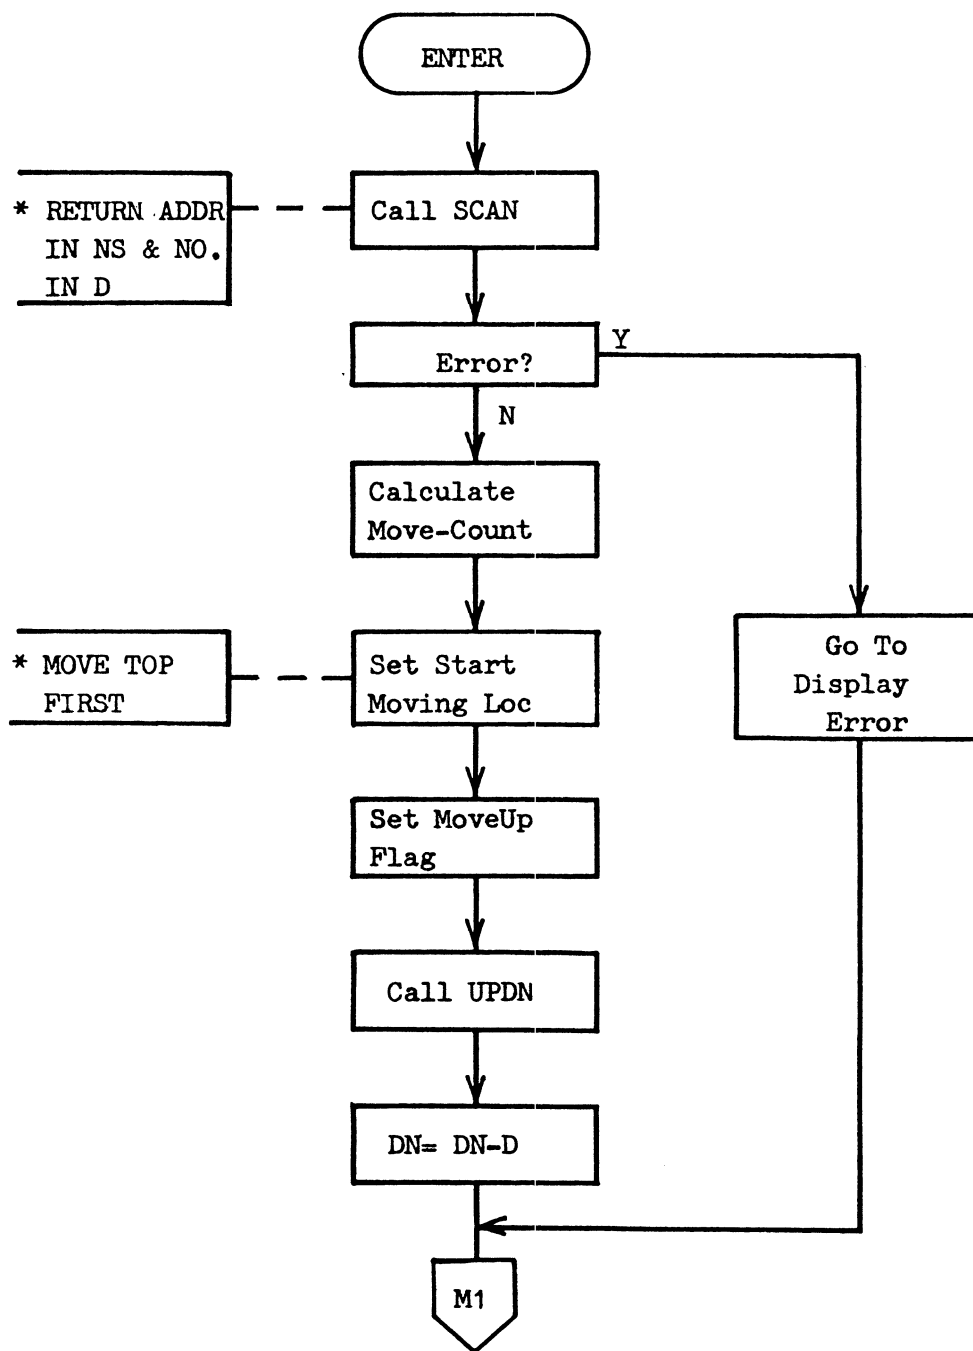 ENTER
* RETURN ADDR
IN NS & NO.
IN D
Call SCAN
Error?
Y
N
Calculate
Move-Count
* MOVE TOP
FIRST
Set Start
Moving Loc
Go To
Display
Error
Set MoveUp
Flag
Call UPDN
DN= DN-D
M1